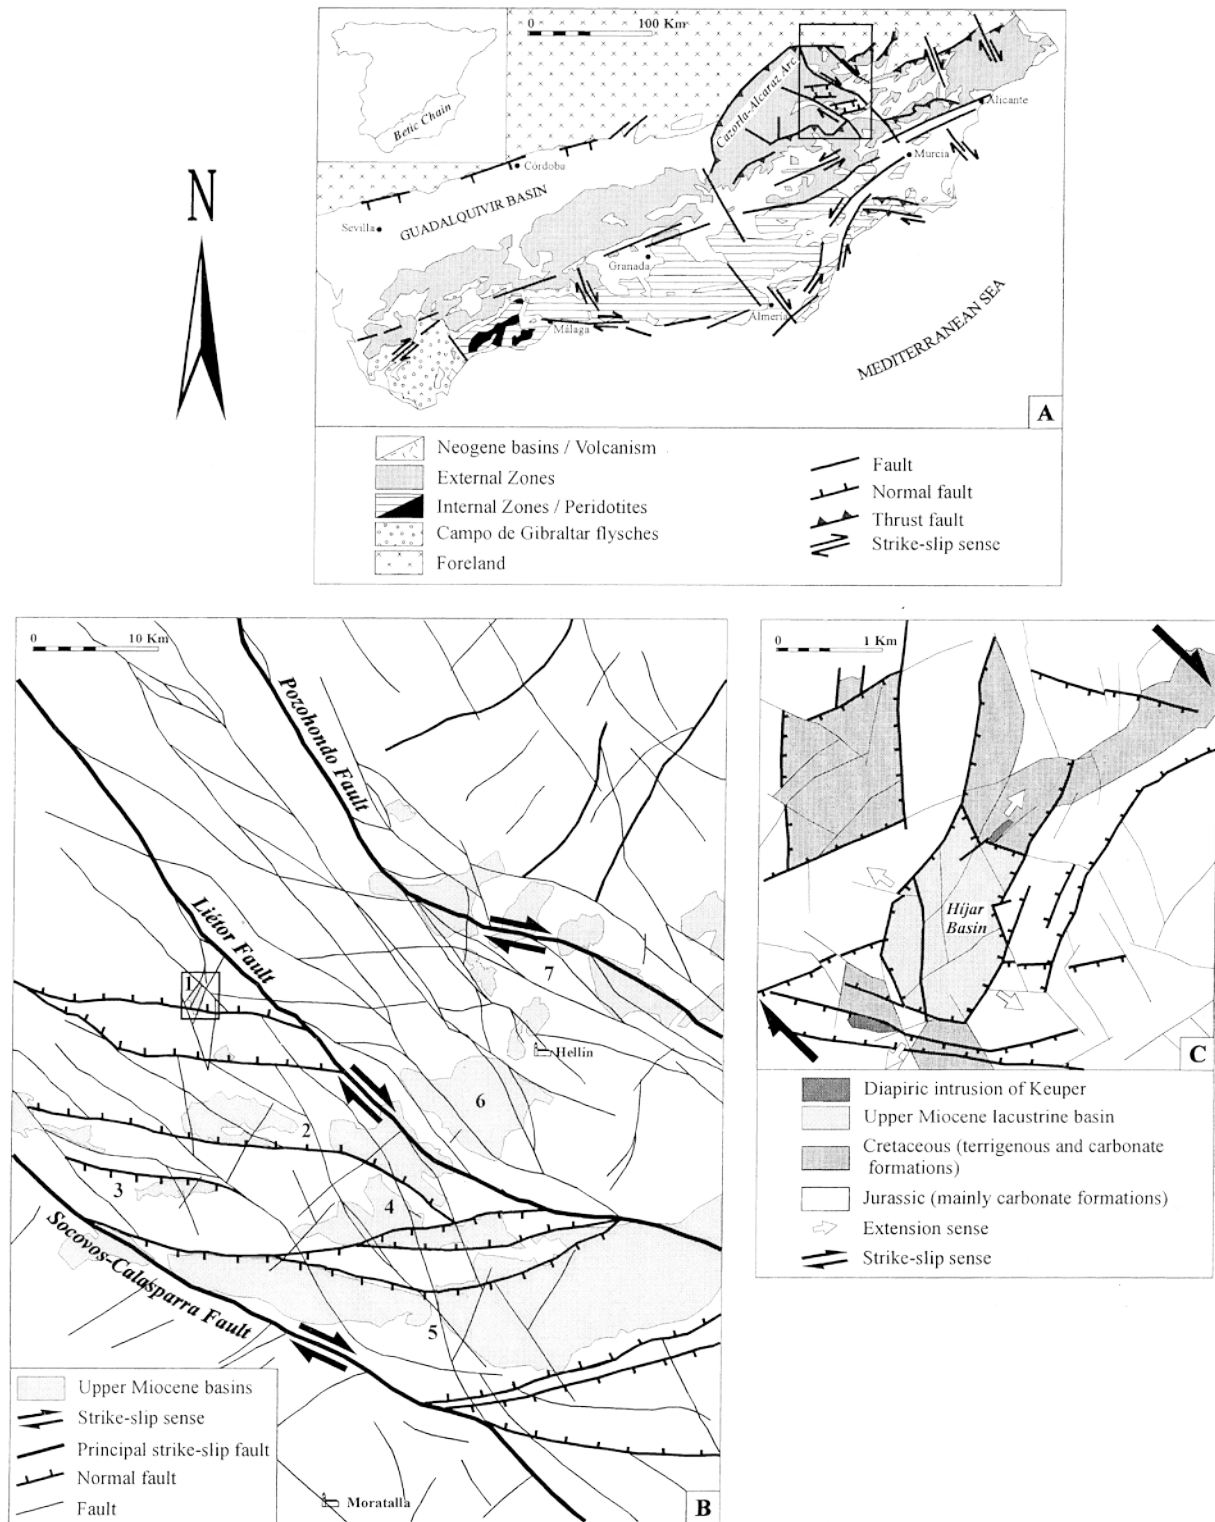 N
0 100 Km
Betic Chain
Cazorla-Alcaraz Arc
Alicante
Murcia
Córdoba
GUADALQUIVIR BASIN
Sevilla
Granada
Almería
Málaga
MEDITERRANEAN SEA
A
Neogene basins / Volcanism
External Zones
Internal Zones / Peridotites
Campo de Gibraltar flysches
Foreland
Fault
Normal fault
Thrust fault
Strike-slip sense
0 10 Km
Pozohondo Fault
Liétor Fault
1
7
Hellin
6
2
3
4
Socovos-Calasparra Fault
5
Upper Miocene basins
Strike-slip sense
Principal strike-slip fault
Normal fault
Fault
Moratalla
B
0 1 Km
Híjar
Basin
C
Diapiric intrusion of Keuper
Upper Miocene lacustrine basin
Cretaceous (terrigenous and carbonate
formations)
Jurassic (mainly carbonate formations)
Extension sense
Strike-slip sense